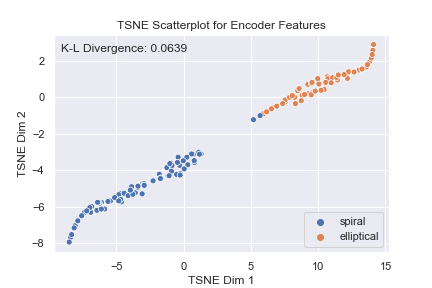 TSNE Scatterplot for Encoder Features
K-L Divergence: 0.0639
TSNE Dim 2
2
0
−2
−4
−6
−8
spiral
elliptical
−5
0
5
10
15
TSNE Dim 1